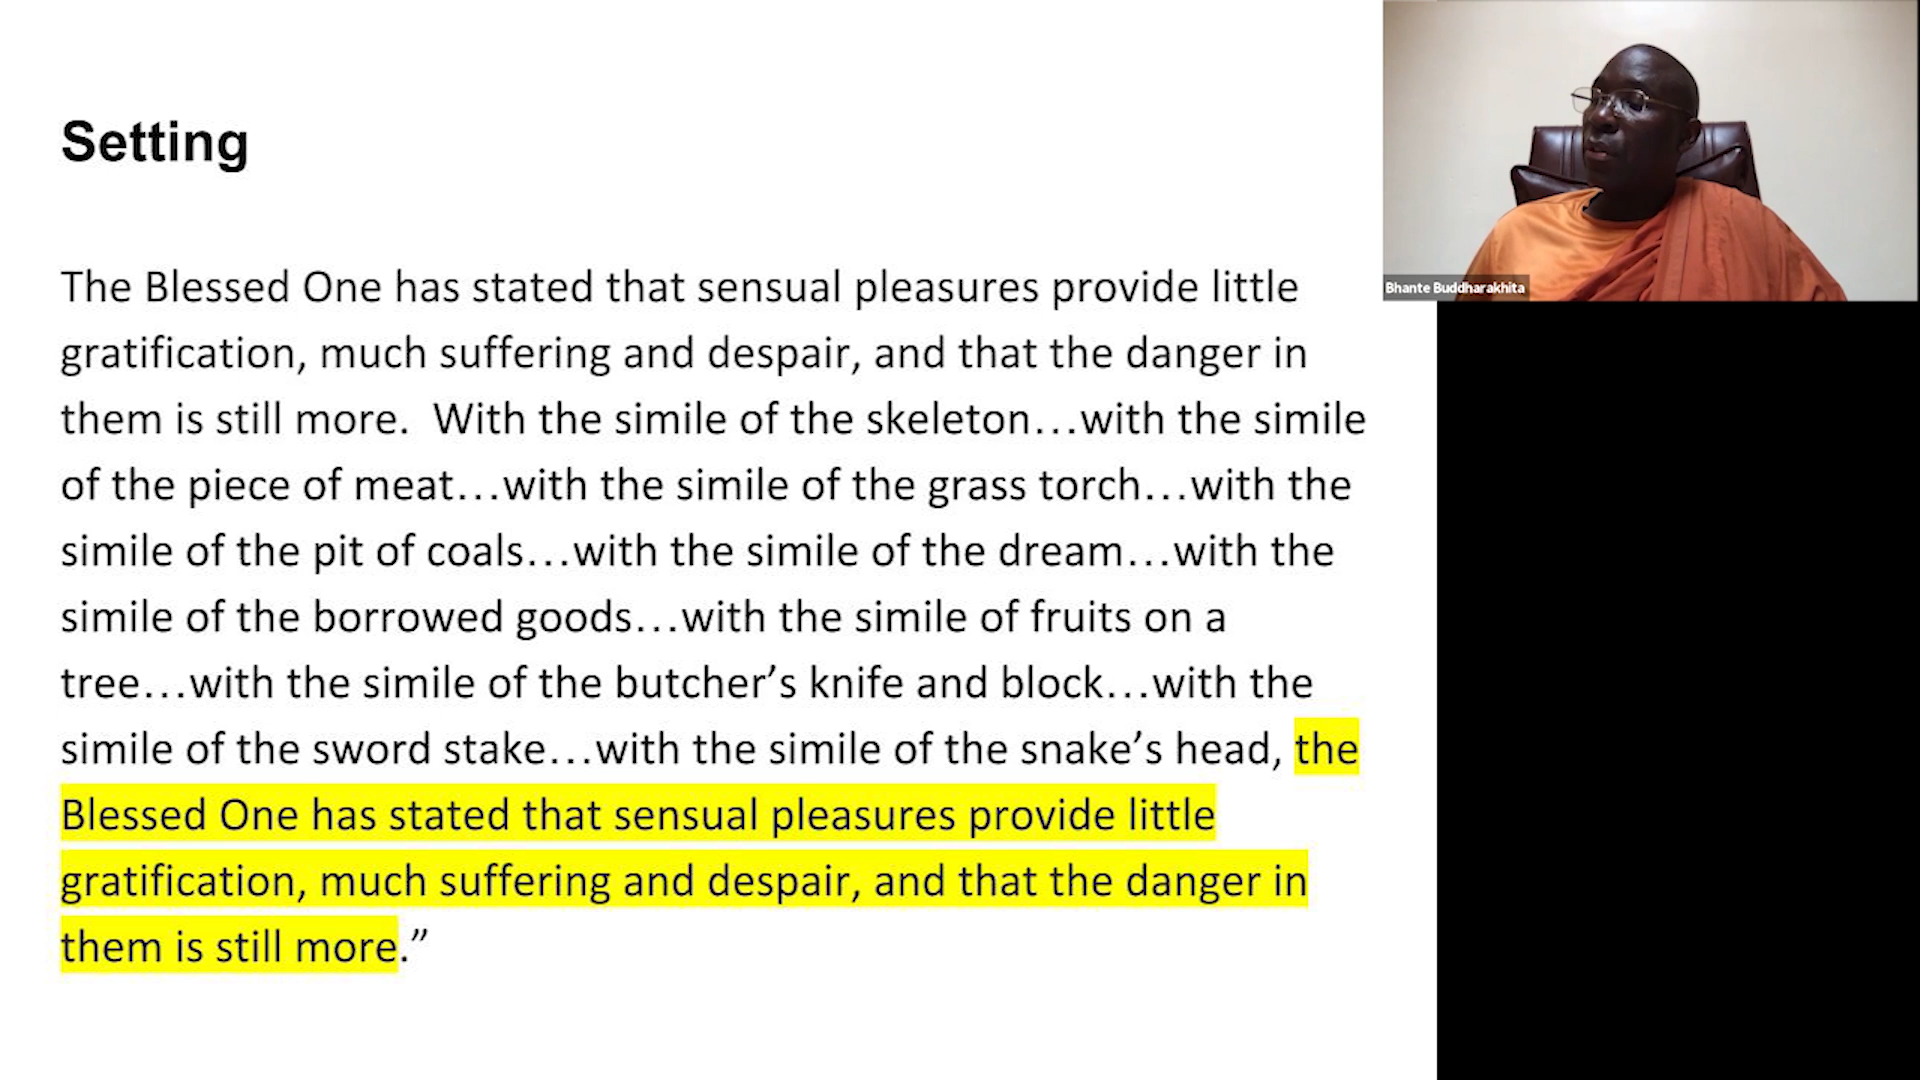 Setting
The Blessed One has stated that sensual pleasures provide little
gratification, much suffering and despair, and that the danger in
them is still more.  With the simile of the skeleton…with the simile
of the piece of meat…with the simile of the grass torch…with the
simile of the pit of coals…with the simile of the dream…with the
simile of the borrowed goods…with the simile of fruits on a
tree…with the simile of the butcher’s knife and block…with the
simile of the sword stake…with the simile of the snake’s head, the
Blessed One has stated that sensual pleasures provide little
gratification, much suffering and despair, and that the danger in
them is still more.”
Bhante Buddharakhita